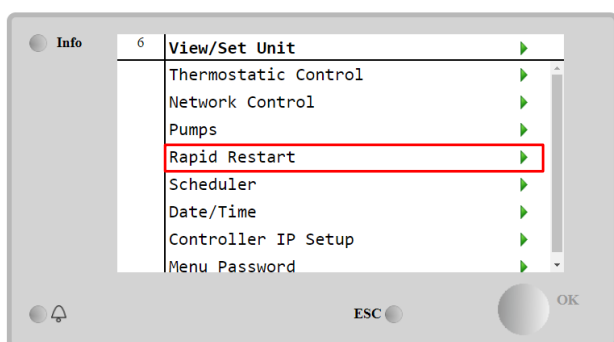 Info
6 View/Set Unit
Thermostatic Control
Network Control
Pumps
Rapid Restart
Scheduler
Date/Time
Controller IP Setup
Menu Password
ESC
OK